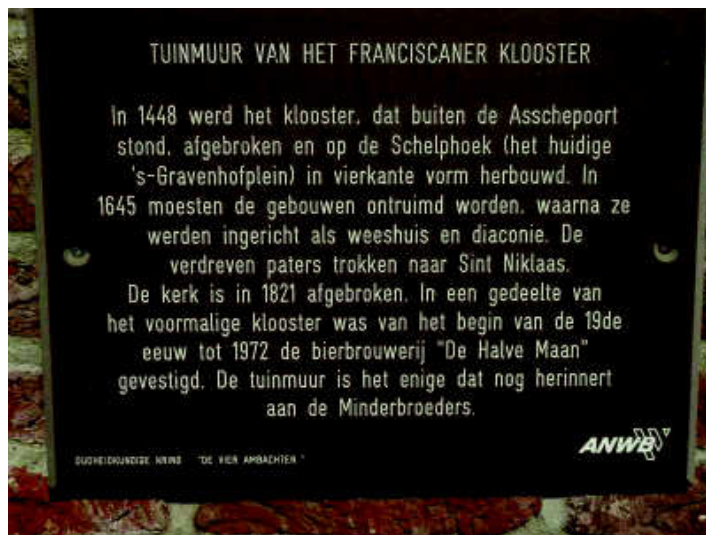 TUINMUUR VAN HET FRANCISCANER KLOOSTER
In 1448 werd het klooster, dat buiten de Asschepoort
stond, afgebroken en op de Schelphoek (het huidige
's-Gravenhofplein) in vierkante vorm herbouwd. In
1645 moesten de gebouwen ontruimd worden, waarna ze
werden ingericht als weeshuis en diaconie. De
verdreven paters trokken naar Sint Niklaas.
De kerk is in 1821 afgebroken. In een gedeelte van
het voormalige klooster was van het begin van de 19de
eeuw tot 1972 de bierbrouwerij "De Halve Maan"
gevestigd. De tuinmuur is het enige dat nog herinnert
aan de Minderbroeders.
ANWB
OUDHEIDKUNDIGE KRING "DE VIER AMBACHTEN"